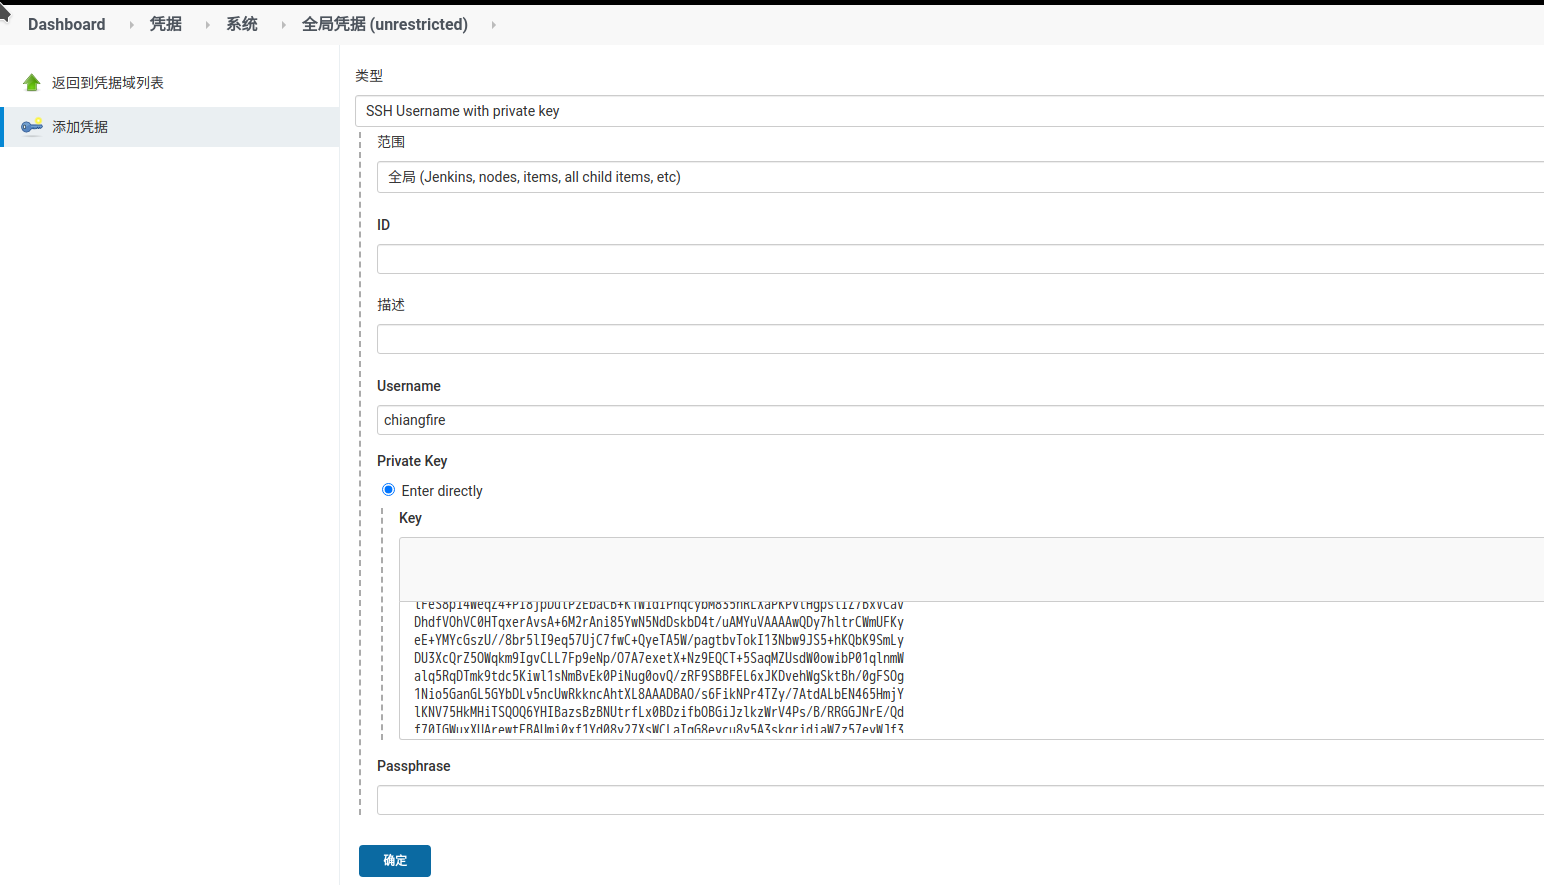 Dashboard
凭据
系统
全局凭据 (unrestricted)
返回到凭据域列表
添加凭据
类型
SSH Username with private key
范围
全局 (Jenkins, nodes, items, all child items, etc)
ID
描述
Username
chiangfire
Private Key
Enter directly
Key
DhdfVOhVC0HTqxerAvsA+6M2rAni85YwN5NdDskbD4t/uAMYuVAAAAwQDy7hltrCWmUFKy
eE+YMYcGszU//8br5lI9eq57UjC7fwC+QyeTA5W/pagtbvTokI13Nbw9JS5+hKQbK9SmLy
DU3XcQrZ5OWqkm9IgvCLL7Fp9eNp/O7A7exetX+Nz9EQCT+5SaqMZUsdW0owibP01qlnmW
alq5RqDTmk9tdc5Kiwl1sNmBvEk0PiNug0ovQ/zRF9SBBFEL6xJKDvehWgSktBh/0gFSOg
1Nio5GanGL5GYbDLv5ncUwRkkncAhtXL8AAADBAO/s6FikNPr4TZy/7AtdALbEN465HmjY
lKNV75HkMHiTSQOQ6YHIBazsBzBNUtrfLx0BDzifbOBGiJzlkzWrV4Ps/B/RRGGJNrE/Qd
Passphrase
确定